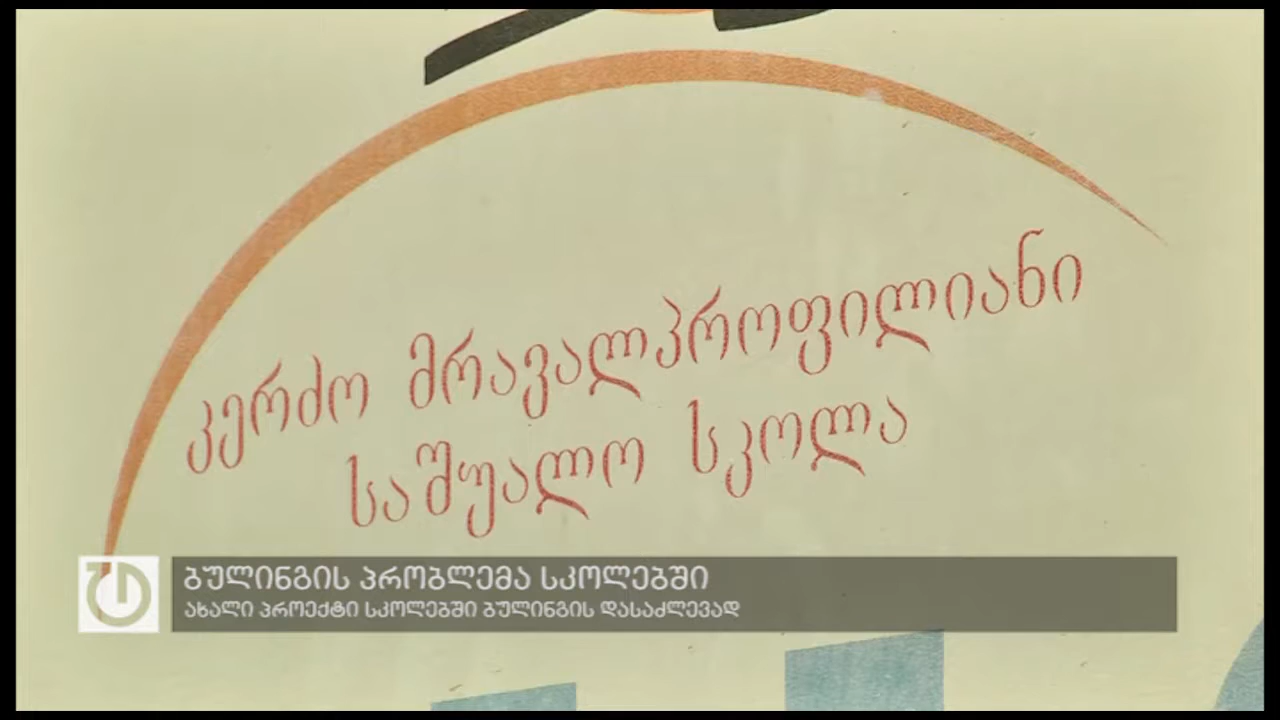 კერძო მრავალპროფილიანი
საშუალო სკოლა
ბულინგის პრობლემა სკოლებში
ახალი პროექტი სკოლებში ბულინგის დასაძლევად